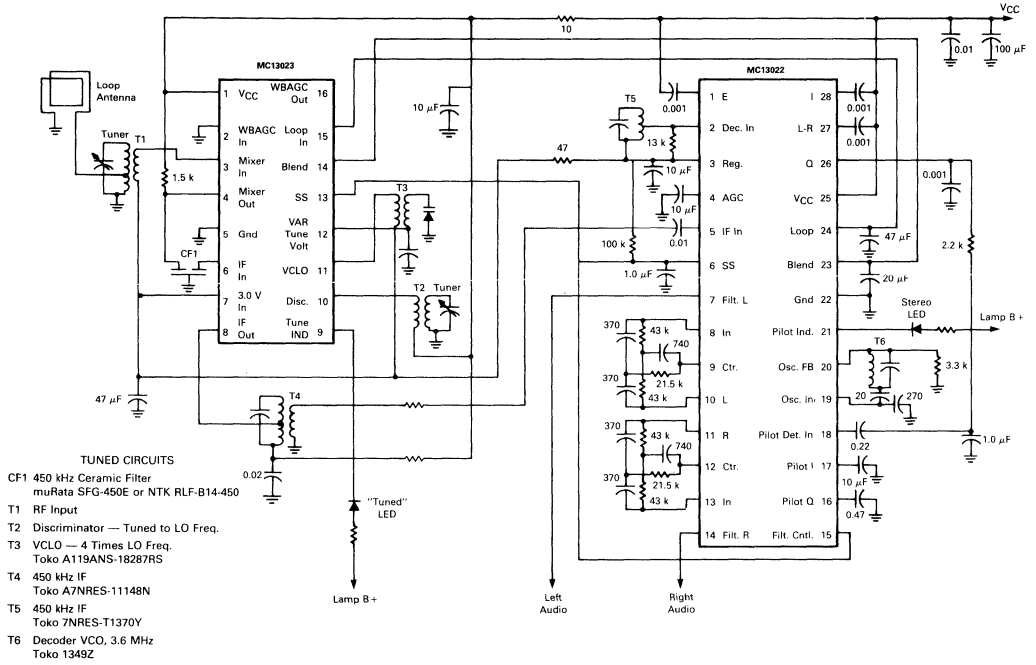 VCC
10
0.01
100 μF
MC13023
MC13022
Loop
Antenna
Tuner
T1
1.5 k
CF1
47 μF
1 VCC
WBAGC 16
Out
2 WBAGC
In
Loop 15
In
3 Mixer
In
Blend 14
4 Mixer
Out
SS 13
5 Gnd
VAR
Tune 12
Volt
6 IF
In
VCLO 11
7 3.0 V
In
Disc. 10
8 IF
Out
Tune 9
IND
10 μF
T3
T2 Tuner
T4
0.02
"Tuned"
LED
Lamp B +
47
T5
13 k
10 μF
10 μF
0.001
0.01
100 k
1.0 μF
370
43 k
740
21.5 k
370
43 k
370
43 k
740
21.5 k
370
43 k
Left
Audio
Right
Audio
1 E
I 28
2 Dec. In
L-R 27
3 Reg.
Q 26
4 AGC
VCC 25
5 IF In
Loop 24
6 SS
Blend 23
7 Filt. L
Gnd 22
8 In
Pilot Ind. 21
9 Ctr.
Osc. FB 20
10 L
Osc. In 19
11 R
Pilot Det. In 18
12 Ctr.
Pilot I 17
13 In
Pilot Q 16
14 Filt. R
Filt. Cntl. 15
0.001
0.001
0.001
47 μF
2.2 k
20 μF
Stereo
LED
Lamp B +
T6
3.3 k
20
270
0.22
1.0 μF
10 μF
0.47
TUNED CIRCUITS
CF1 450 kHz Ceramic Filter
muRata SFG-450E or NTK RLF-B14-450
T1 RF Input
T2 Discriminator — Tuned to LO Freq.
T3 VCLO — 4 Times LO Freq.
Toko A119ANS-18287RS
T4 450 kHz IF
Toko A7NRES-11148N
T5 450 kHz IF
Toko 7NRES-T1370Y
T6 Decoder VCO, 3.6 MHz
Toko 1349Z